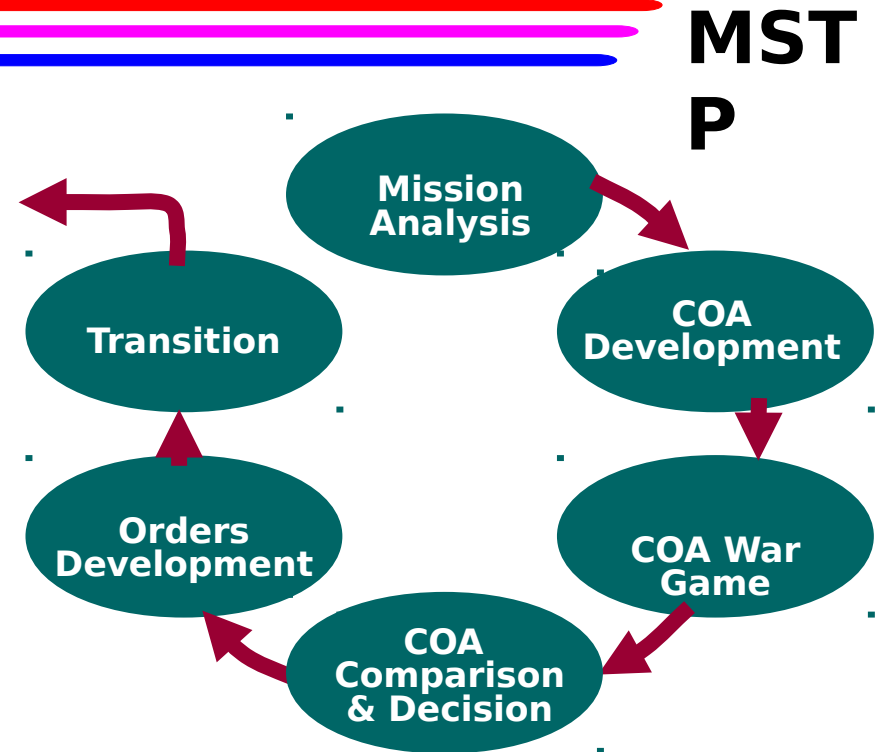 MST
P
Mission
Analysis
COA
Development
COA War
Game
COA
Comparison
& Decision
Orders
Development
Transition